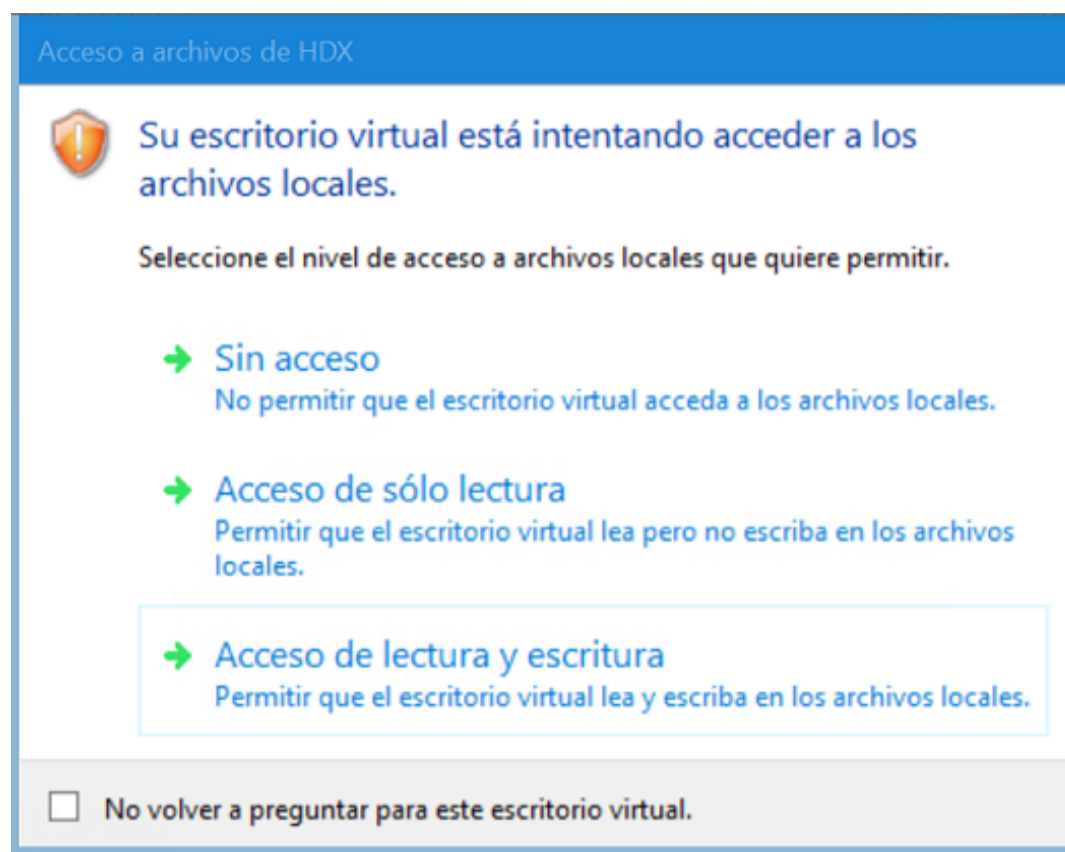 Acceso a archivos de HDX
Su escritorio virtual está intentando acceder a los
archivos locales.
Seleccione el nivel de acceso a archivos locales que quiere permitir.
Sin acceso
No permitir que el escritorio virtual acceda a los archivos locales.
Acceso de sólo lectura
Permitir que el escritorio virtual lea pero no escriba en los archivos
locales.
Acceso de lectura y escritura
Permitir que el escritorio virtual lea y escriba en los archivos locales.
No volver a preguntar para este escritorio virtual.